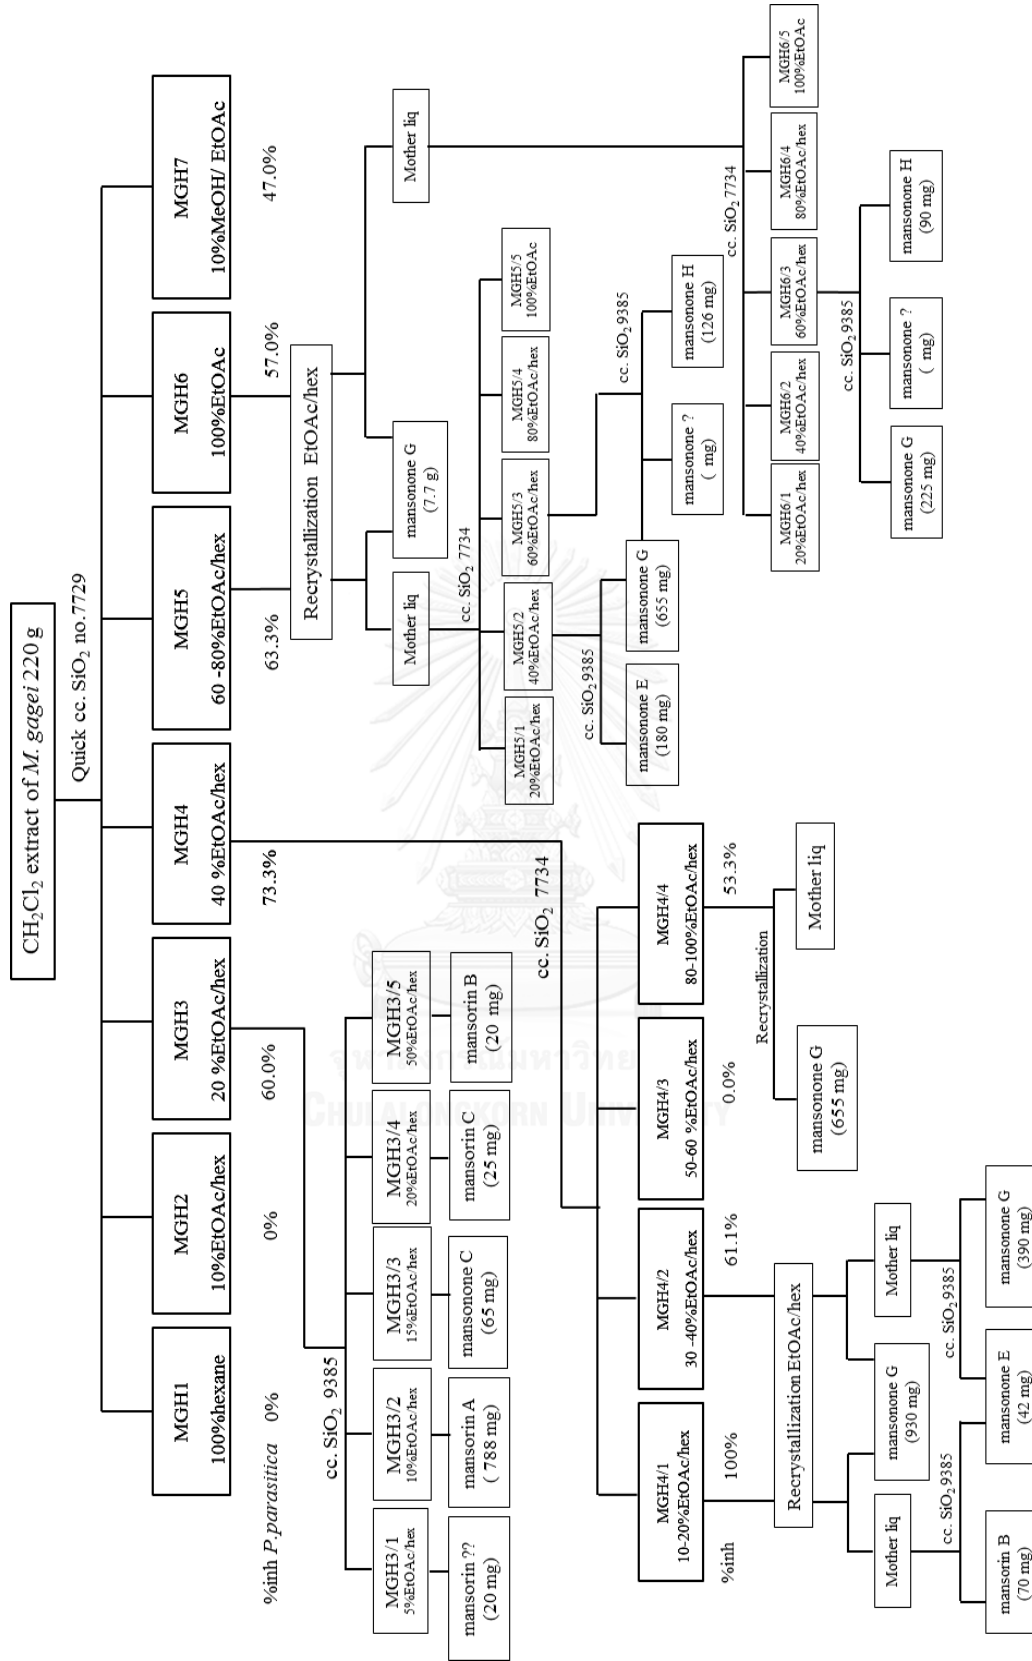 CH2Cl2 extract of M. gagei 220 g
Quick cc. SiO2 no.7729
MGH1
100%hexane
MGH2
10%EtOAc/hex
MGH3
20 %EtOAc/hex
MGH4
40 %EtOAc/hex
MGH5
60 -80%EtOAc/hex
MGH6
100%EtOAc
MGH7
10%MeOH/ EtOAc
%inh P.parasitica 0%
0%
60.0%
73.3%
63.3%
57.0%
47.0%
cc. SiO2 9385
MGH3/1
5%EtOAc/hex
MGH3/2
10%EtOAc/hex
MGH3/3
15%EtOAc/hex
MGH3/4
20%EtOAc/hex
MGH3/5
50%EtOAc/hex
mansorin ??
(20 mg)
mansorin A
( 788 mg)
mansonone C
(65 mg)
mansorin C
(25 mg)
mansorin B
(20 mg)
Recrystallization EtOAc/hex
Mother liq
mansonone G
(7.7 g)
Mother liq
cc. SiO2 7734
MGH5/1
20%EtOAc/hex
MGH5/2
40%EtOAc/hex
MGH5/3
60%EtOAc/hex
MGH5/4
80%EtOAc/hex
MGH5/5
100%EtOAc
cc. SiO2 9385
cc. SiO2 9385
mansonone E
(180 mg)
mansonone G
(655 mg)
mansonone ?
( mg)
mansonone H
(126 mg)
cc. SiO2 7734
MGH6/1
20%EtOAc/hex
MGH6/2
40%EtOAc/hex
MGH6/3
60%EtOAc/hex
MGH6/4
80%EtOAc/hex
MGH6/5
100%EtOAc
cc. SiO2 9385
mansonone G
(225 mg)
mansonone ?
( mg)
mansonone H
(90 mg)
cc. SiO2 7734
MGH4/1
10-20%EtOAc/hex
MGH4/2
30 -40%EtOAc/hex
MGH4/3
50-60 %EtOAc/hex
MGH4/4
80-100%EtOAc/hex
%inh
100%
61.1%
0.0%
53.3%
Recrystallization EtOAc/hex
Recrystallization
mansonone G
(655 mg)
Mother liq
Mother liq
mansonone G
(930 mg)
Mother liq
cc. SiO2 9385
cc. SiO2 9385
mansorin B
(70 mg)
mansonone E
(42 mg)
mansonone G
(390 mg)
CHULALONGKORN UNIVERSITY